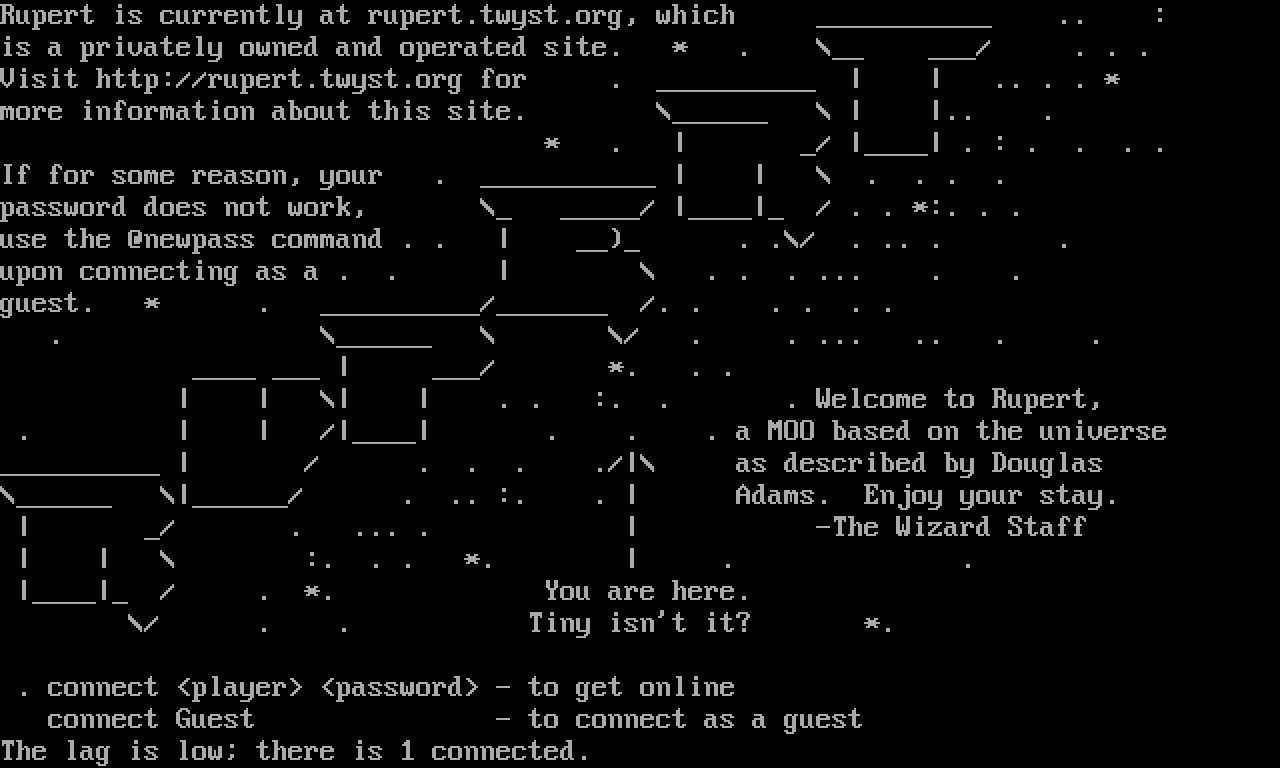 Rupert is currently at rupert.twyst.org, which
is a privately owned and operated site.
Visit http://rupert.twyst.org for
more information about this site.
If for some reason, your
password does not work,
use the @newpass command
upon connecting as a
guest.
RUPERT
Welcome to Rupert,
a MOO based on the universe
as described by Douglas
Adams.  Enjoy your stay.
-The Wizard Staff
You are here.
Tiny isn't it?
connect <player> <password> - to get online
connect Guest - to connect as a guest
The lag is low; there is 1 connected.